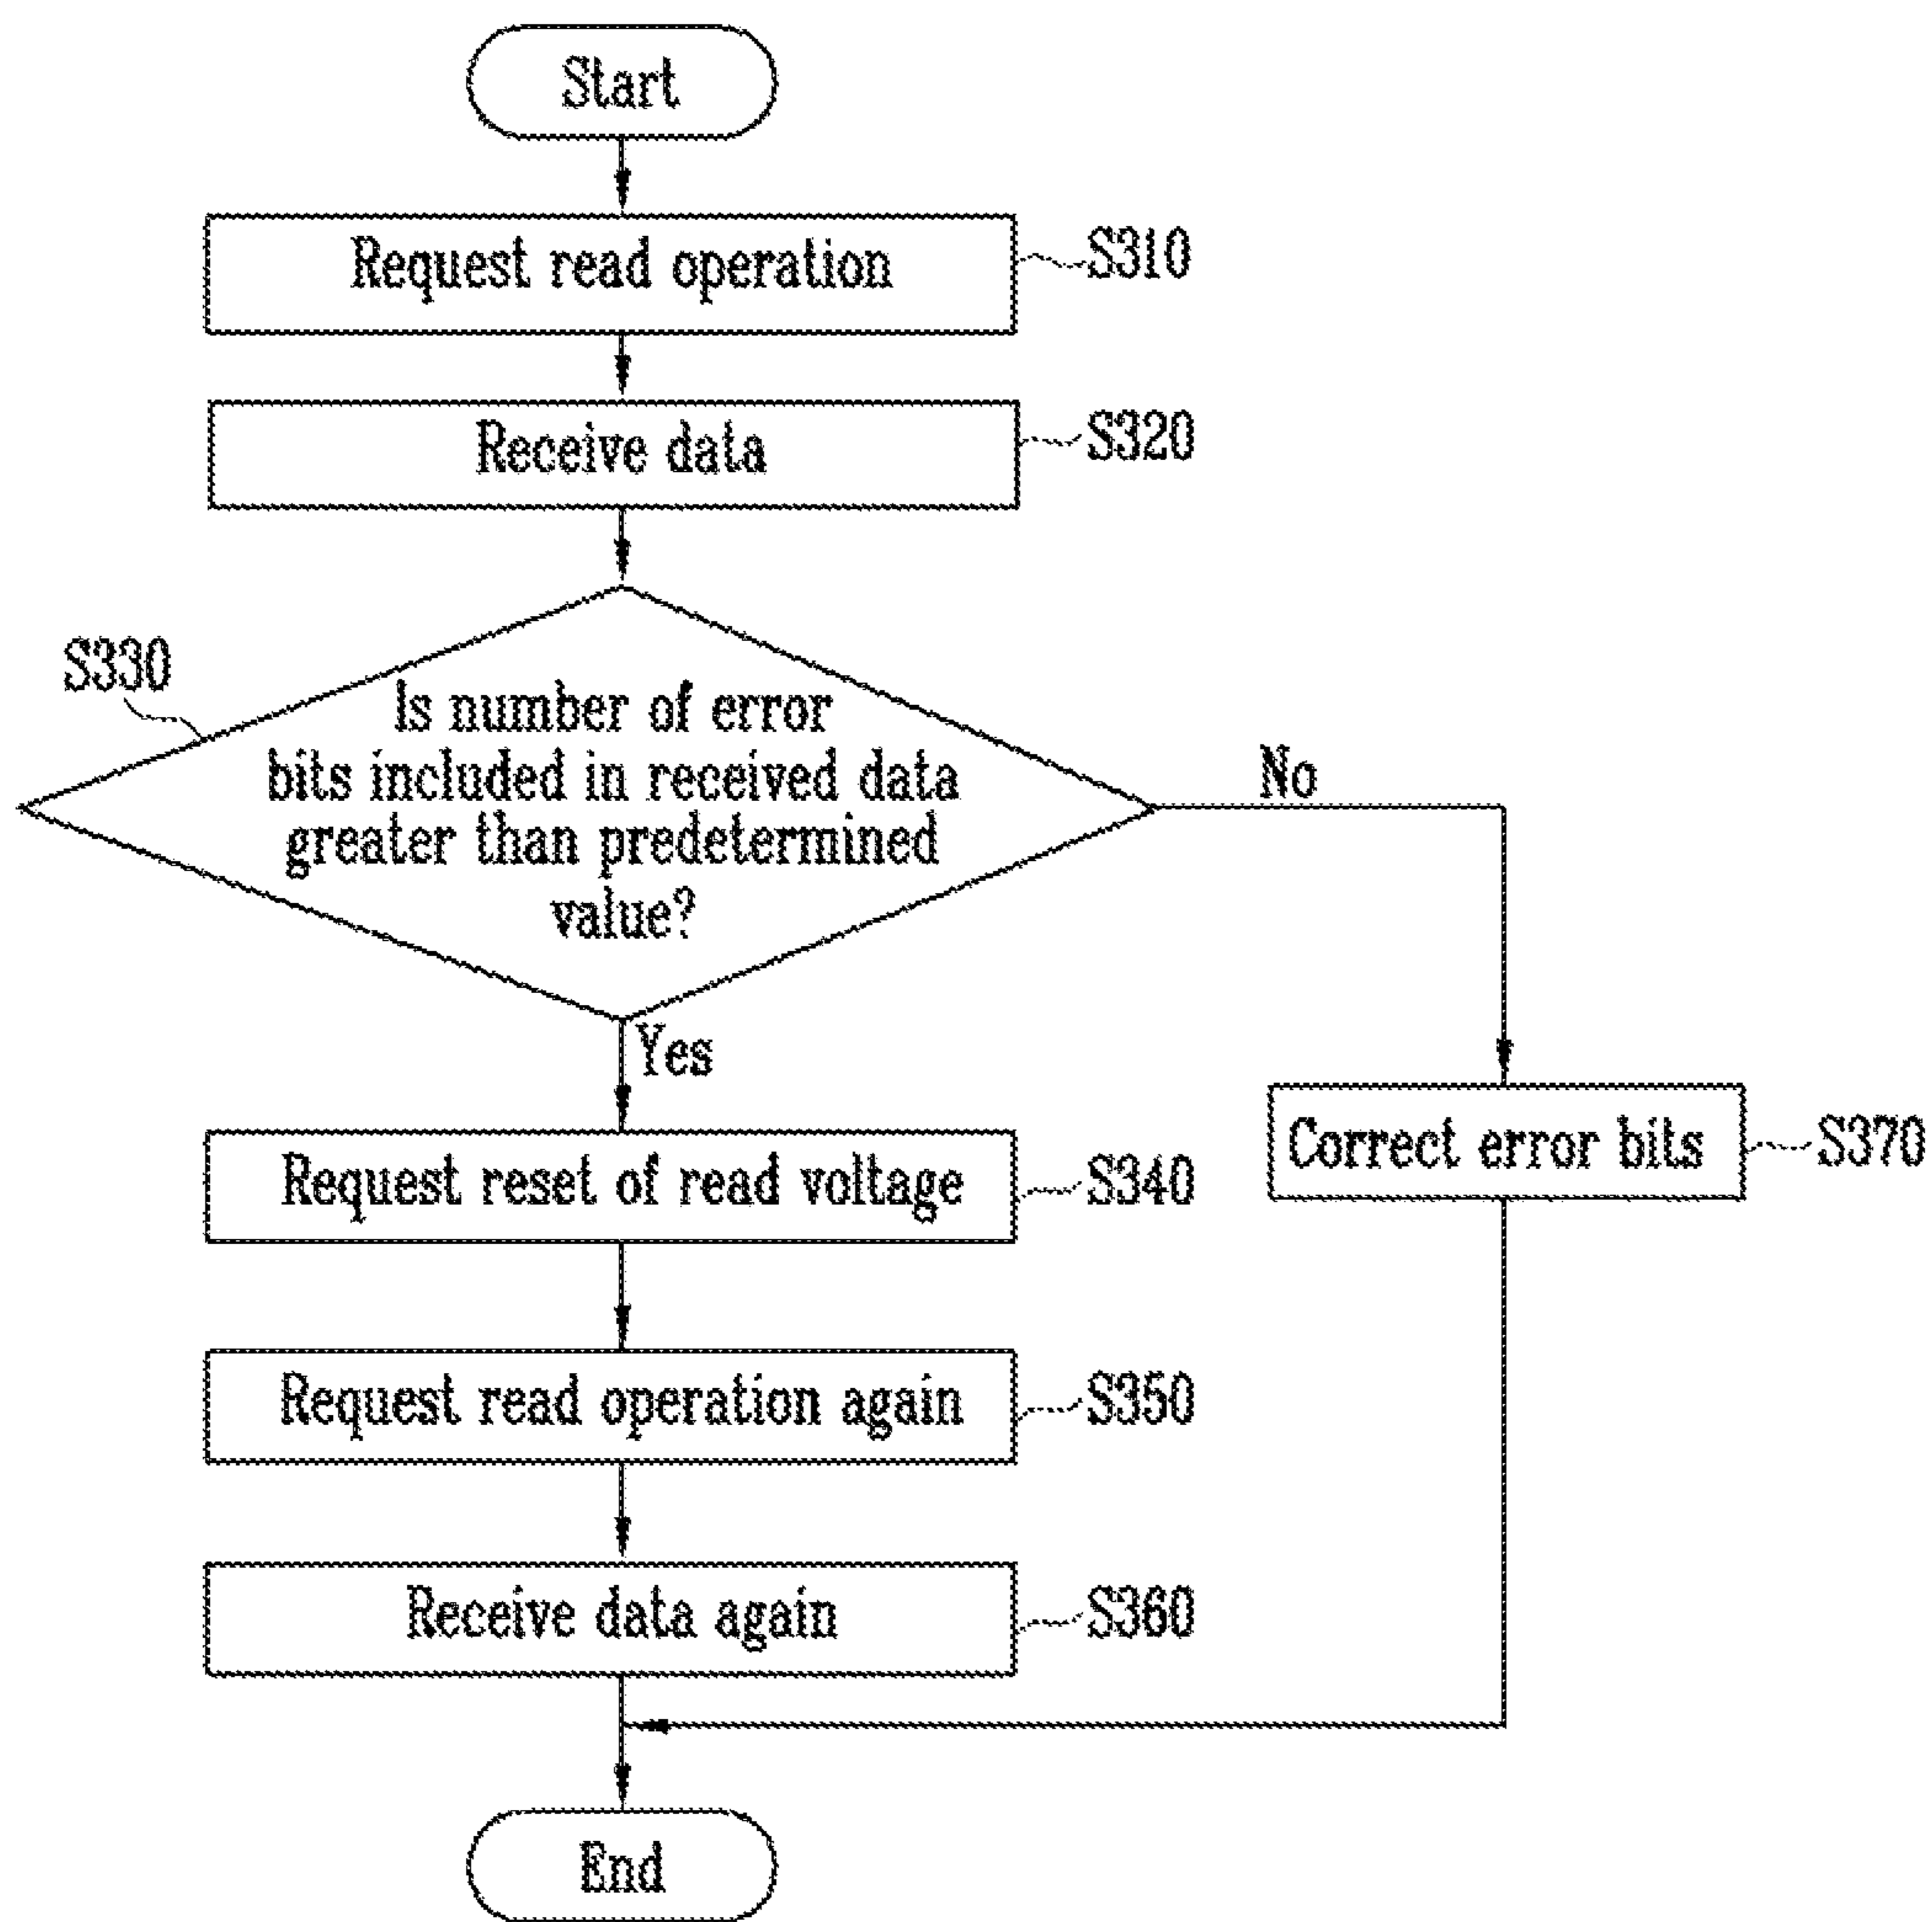 Start
Request read operation
S310
Receive data
S320
S330
Is number of error
bits included in received data
greater than predetermined
value?
No
Yes
Request reset of read voltage
S340
Correct error bits
S370
Request read operation again
S350
Receive data again
S360
End